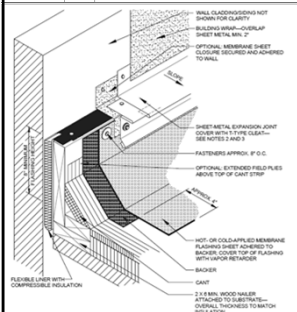 WALL CLADDING/SIDING NOT
SHOWN FOR CLARITY
BUILDING WRAP—OVERLAP
SHEET METAL MIN. 2"
OPTIONAL: MEMBRANE SHEET
CLOSURE SECURED AND ADHERED
TO WALL
SLOPE
SHEET-METAL EXPANSION JOINT
COVER WITH T-TYPE CLEAT—
SEE NOTES 2 AND 3
FASTENERS APPROX. 8" O.C.
OPTIONAL: EXTENDED FIELD PLIES
ABOVE TOP OF CANT STRIP
8" MINIMUM
FLASHING HEIGHT
APPROX. 4"
HOT- OR COLD-APPLIED MEMBRANE
FLASHING SHEET ADHERED TO
BACKER; COVER TOP OF FLASHING
WITH VAPOR RETARDER
BACKER
CANT
FLEXIBLE LINER WITH
COMPRESSIBLE INSULATION
2 X 6 MIN. WOOD NAILER
ATTACHED TO SUBSTRATE—
OVERALL THICKNESS TO MATCH
INSULATION